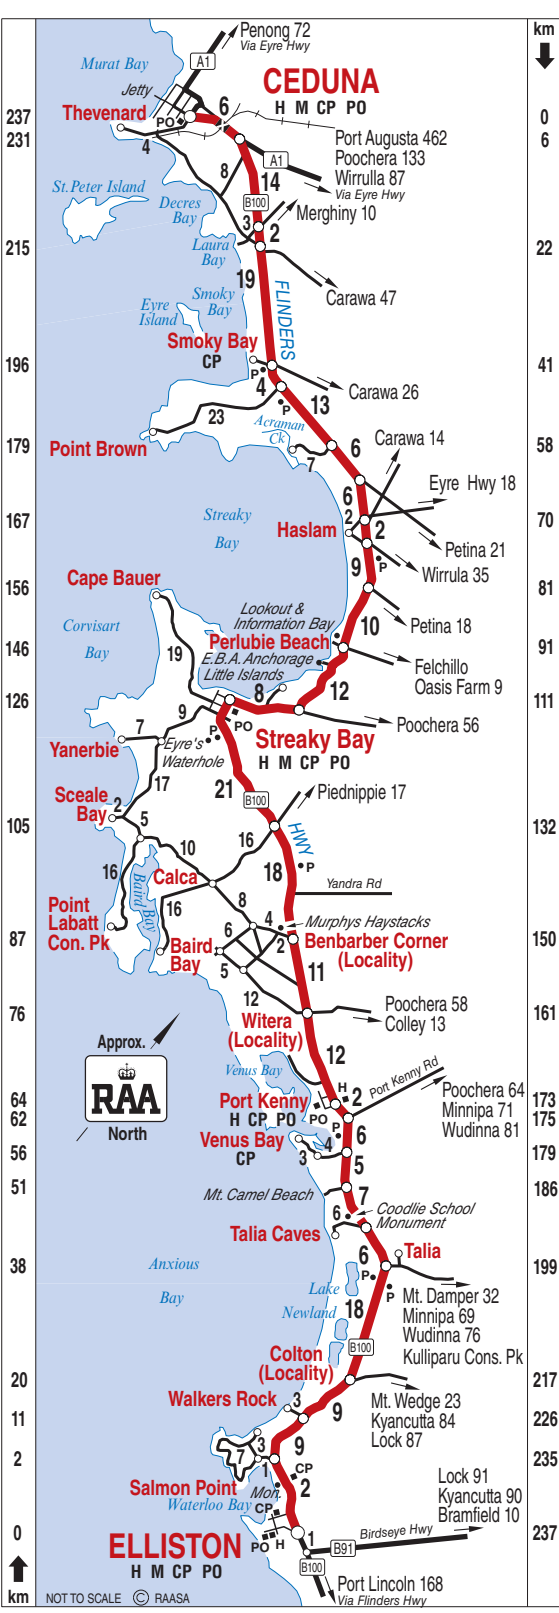 Penong 72
Via Eyre Hwy
km
Murat Bay
A1
CEDUNA
H M CP PO
Jetty
Thevenard
PO
6
237
0
231
6
4
Port Augusta 462
Poochera 133
Wirrulla 87
Via Eyre Hwy
A1
8
14
St.Peter Island
Decres
Bay
B100
Merghiny 10
3
2
Laura
Bay
215
22
19
FLINDERS
Carawa 47
Smoky
Bay
Eyre
Island
Smoky Bay
CP
196
41
P
4
Carawa 26
13
P
23
Acraman
Ck
Point Brown
179
58
7
6
Carawa 14
Eyre Hwy 18
6
Streaky
Bay
Haslam
2
2
167
70
Petina 21
P
Wirrula 35
9
Cape Bauer
156
81
Lookout &
Information Bay
10
Petina 18
Corvisart
Bay
Perlubie Beach
146
91
19
E.B.A. Anchorage
Little Islands
Felchillo
Oasis Farm 9
8
12
126
111
9
PO
Poochera 56
7
P
Streaky Bay
H M CP PO
Yanerbie
Eyre's
Waterhole
17
21
B100
Piednippie 17
Sceale
Bay
2
5
HWY
105
132
10
16
16
18
P
Calca
Baird Bay
Yandra Rd
16
Point
Labatt
Con. Pk
8
4
Murphys Haystacks
6
2
87
150
Benbarber Corner
(Locality)
Baird
Bay
5
11
12
Poochera 58
Colley 13
76
161
Witera
(Locality)
Approx.
RAA
North
12
Venus Bay
Port Kenny Rd
H
Port Kenny
H CP PO
2
64
173
PO
62
175
Poochera 64
Minnipa 71
Wudinna 81
P
4
6
Venus Bay
CP
3
56
179
5
51
186
Mt. Camel Beach
7
6
Coodlie School
Monument
Talia Caves
Talia
6
38
199
Anxious
Bay
P
P
Lake
Newland
18
Mt. Damper 32
Minnipa 69
Wudinna 76
Kulliparu Cons. Pk
B100
Colton
(Locality)
20
217
Walkers Rock
3
9
Mt. Wedge 23
Kyancutta 84
Lock 87
11
226
3
7
9
2
235
1
CP
Salmon Point
Mon.
2
Lock 91
Kyancutta 90
Bramfield 10
Waterloo Bay
CP
0
237
ELLISTON
H M CP PO
PO
H
1
Birdseye Hwy
B91
B100
Port Lincoln 168
Via Flinders Hwy
km
NOT TO SCALE © RAASA